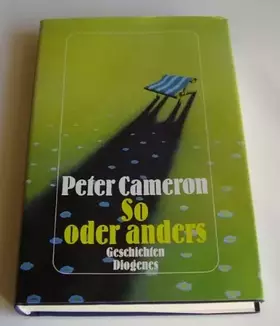 Peter Cameron
So
oder anders
Geschichten
Diogenes